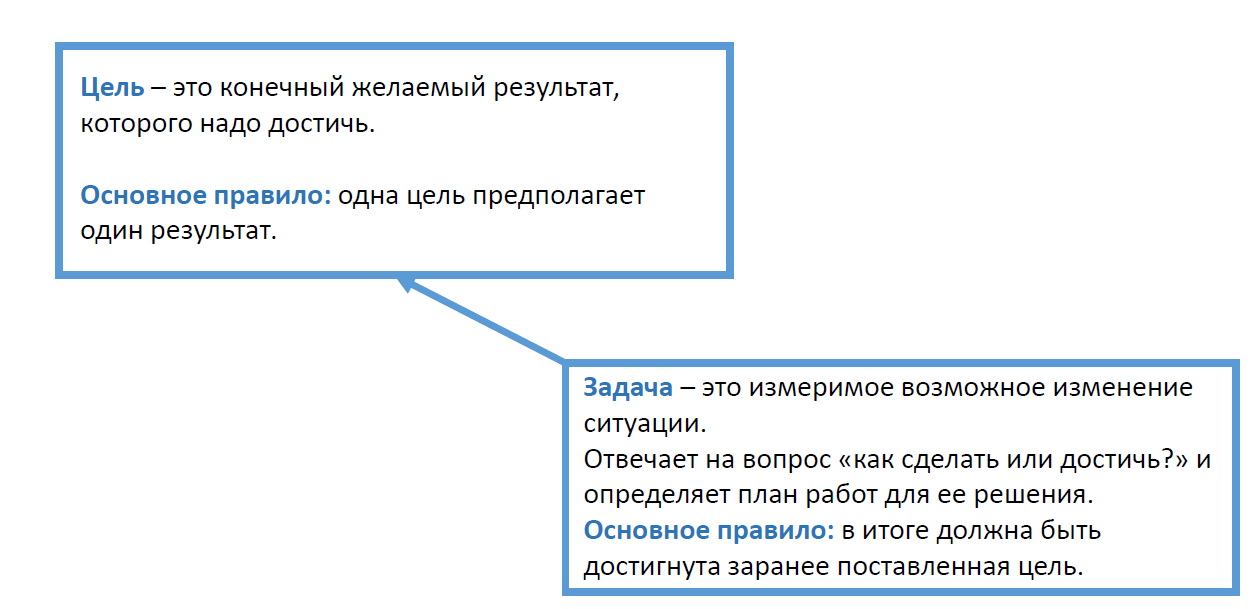 Цель – это конечный желаемый результат,
которого надо достичь.
Основное правило: одна цель предполагает
один результат.
Задача – это измеримое возможное изменение
ситуации.
Отвечает на вопрос «как сделать или достичь?» и
определяет план работ для ее решения.
Основное правило: в итоге должна быть
достигнута заранее поставленная цель.